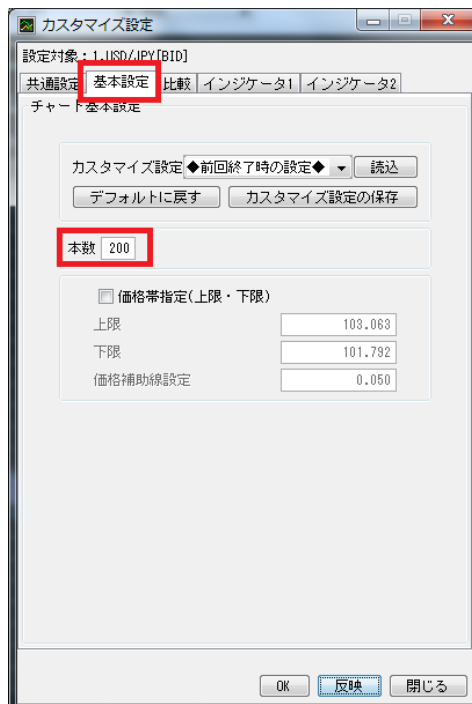 カスタマイズ設定
設定対象：1.USD/JPY[BID]
共通設定 基本設定 比較 インジケータ1 インジケータ2
チャート基本設定
カスタマイズ設定 ◆前回終了時の設定◆ 読込
デフォルトに戻す カスタマイズ設定の保存
本数 200
価格帯指定(上限・下限)
上限 103.063
下限 101.792
価格補助線設定 0.050
OK 反映 閉じる